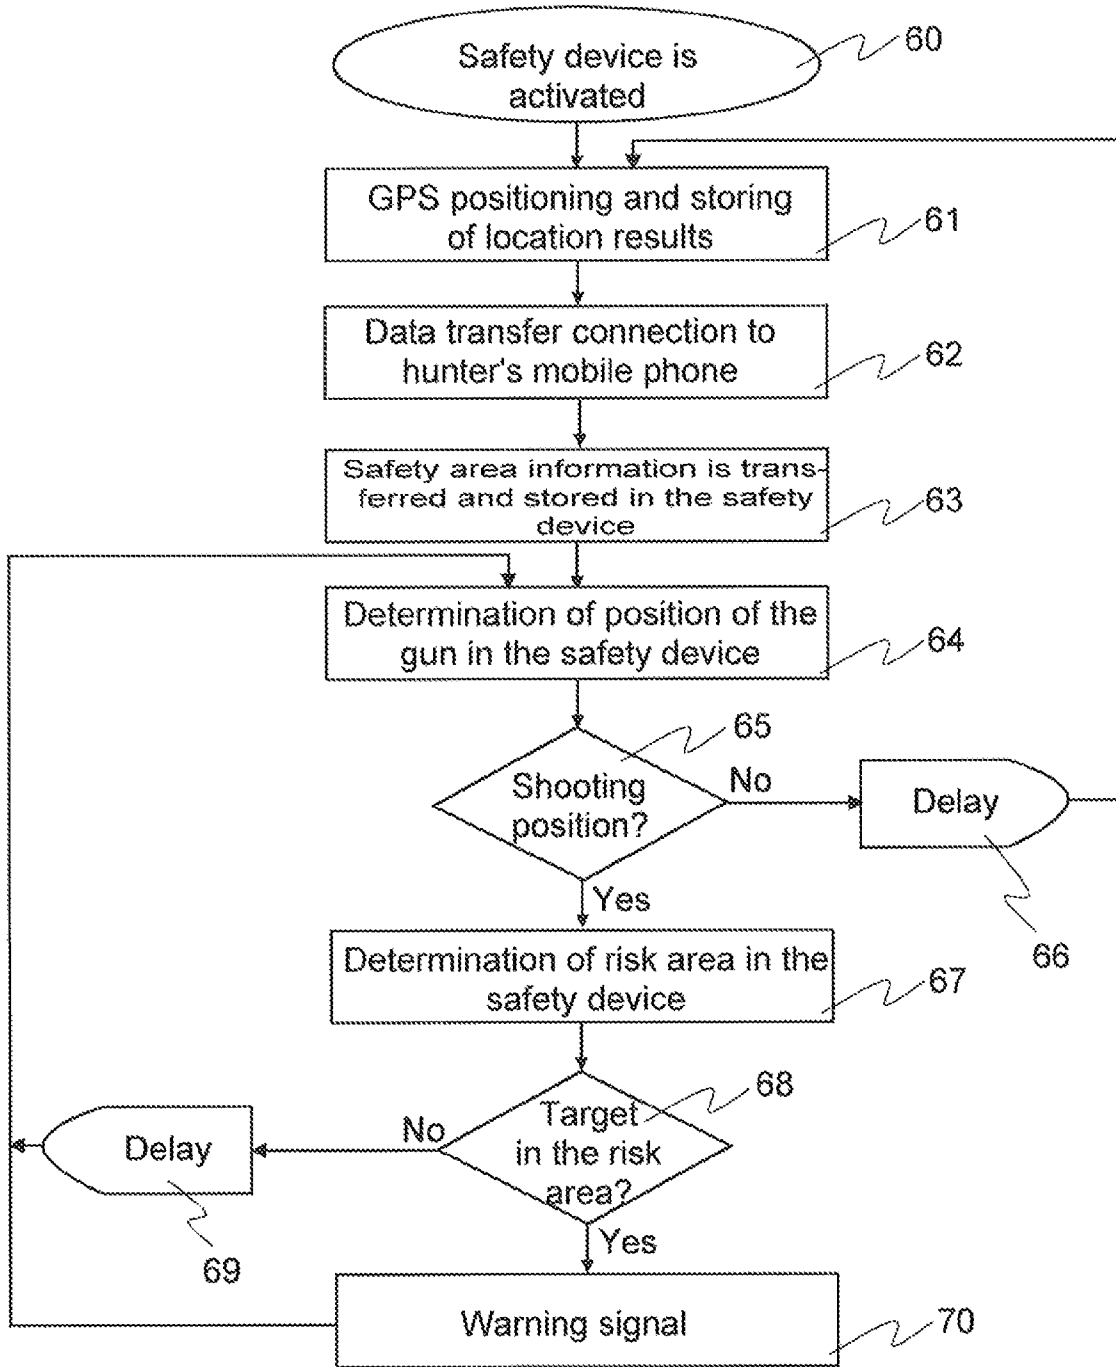 Safety device is
activated
60
GPS positioning and storing
of location results
61
Data transfer connection to
hunter's mobile phone
62
Safety area information is trans-
ferred and stored in the safety
device
63
Determination of position of the
gun in the safety device
64
65
Shooting
position?
No
Delay
66
Yes
Determination of risk area in the
safety device
67
68
Target
in the risk
area?
No
Delay
69
Yes
Warning signal
70